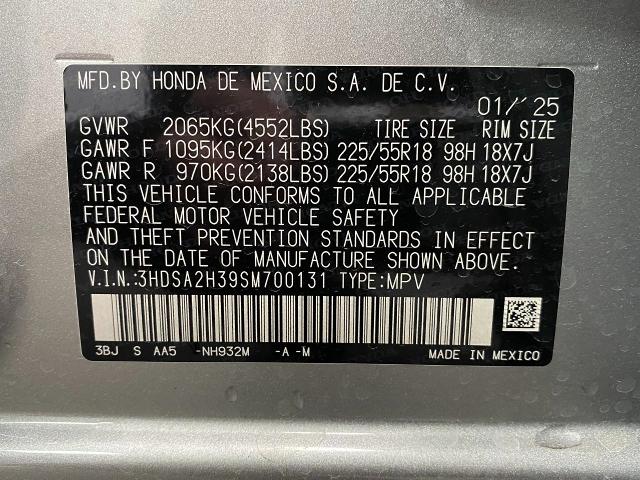 MFD. BY HONDA DE MEXICO S.A. DE C.V.
01/'25
GVWR 2065KG(4552LBS) TIRE SIZE RIM SIZE
GAWR F 1095KG(2414LBS) 225/55R18 98H 18X7J
GAWR R 970KG(2138LBS) 225/55R18 98H 18X7J
THIS VEHICLE CONFORMS TO ALL APPLICABLE
FEDERAL MOTOR VEHICLE SAFETY
AND THEFT PREVENTION STANDARDS IN EFFECT
ON THE DATE OF MANUFACTURE SHOWN ABOVE.
V.I.N.:3HDSA2H39SM700131 TYPE:MPV
3BJ S AA5 -NH932M -A -M MADE IN MEXICO